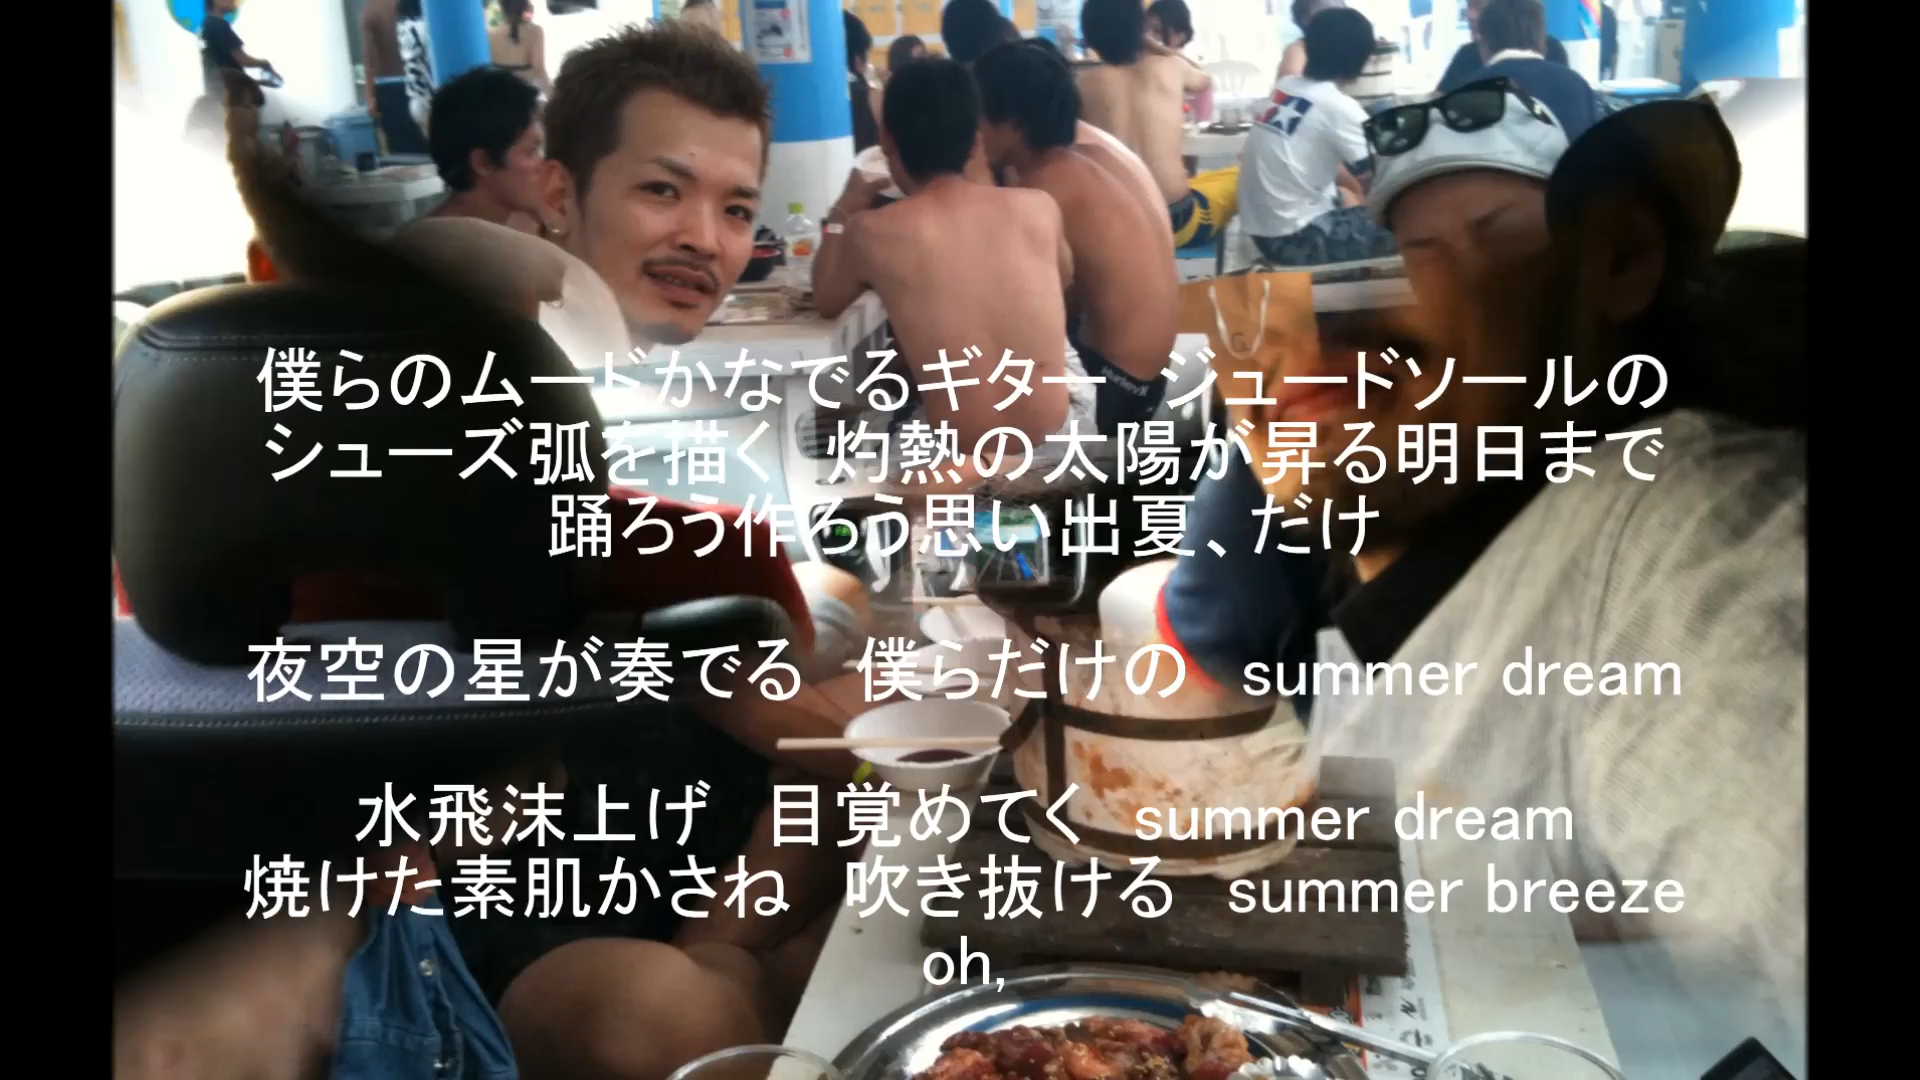 僕らのムードかなでるギター　ジュードソールの
シューズ弧を描く　灼熱の太陽が昇る明日まで
踊ろう作ろう思い出夏、だけ
夜空の星が奏でる　僕らだけの　summer dream
水飛沫上げ　目覚めてく　summer dream
焼けた素肌かさね　吹き抜ける　summer breeze
oh,